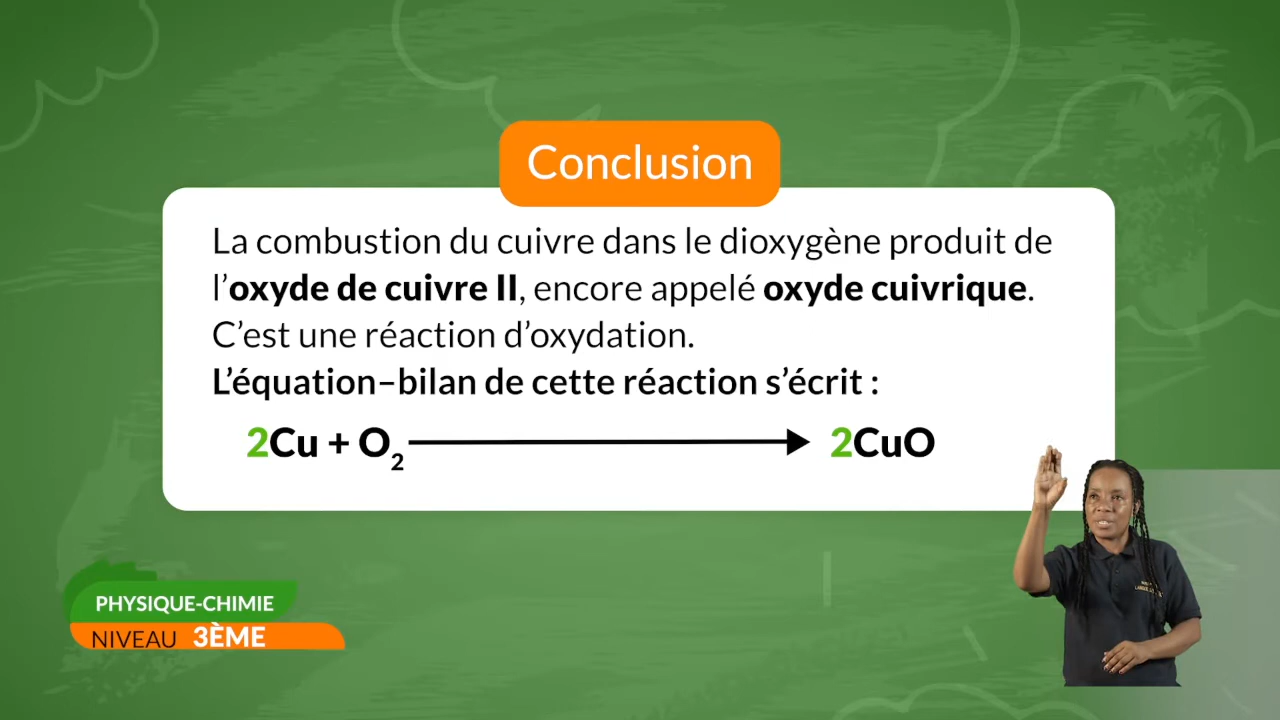 Conclusion
La combustion du cuivre dans le dioxygène produit de
l’oxyde de cuivre II, encore appelé oxyde cuivrique.
C’est une réaction d’oxydation.
L’équation–bilan de cette réaction s’écrit :
2Cu + O₂ ⟶ 2CuO
PHYSIQUE-CHIMIE
NIVEAU 3ÈME